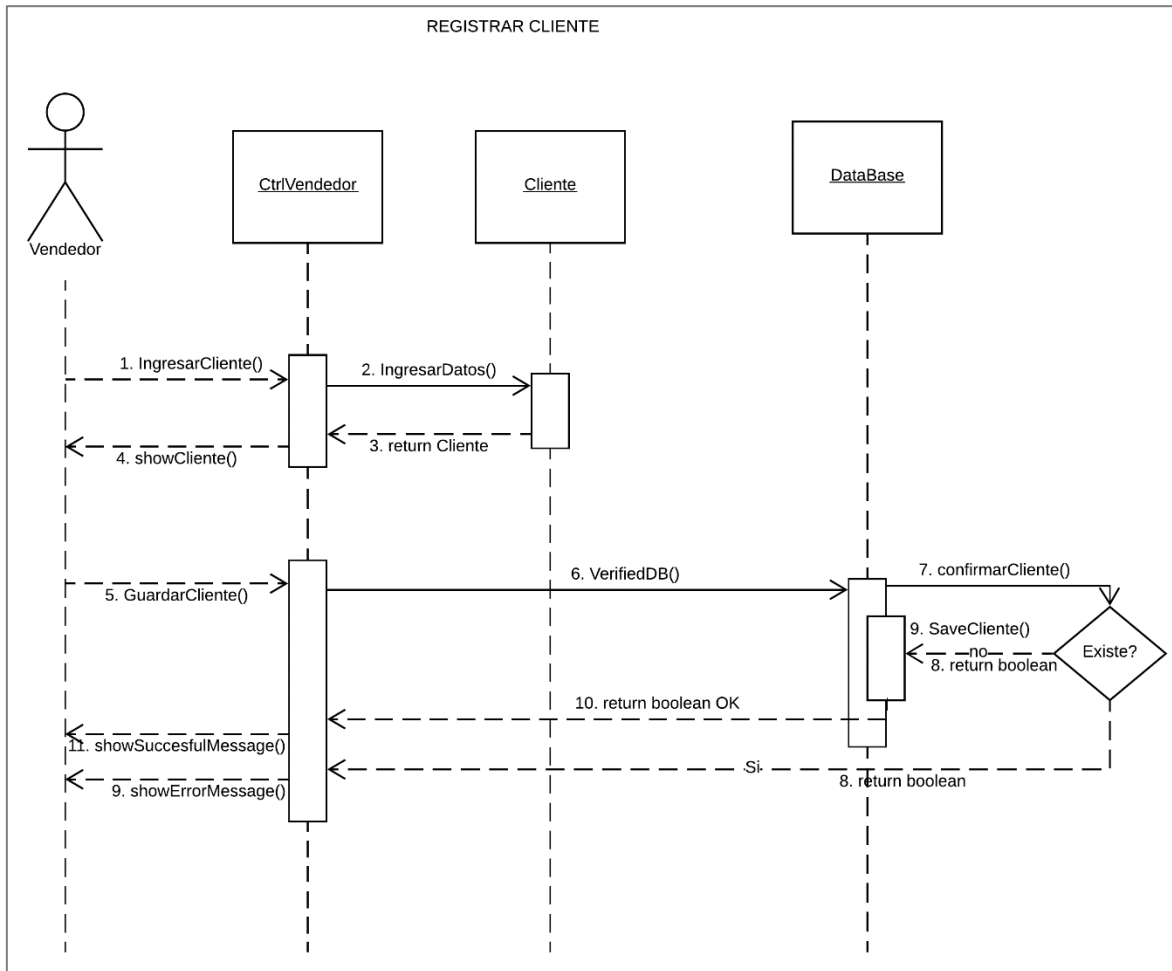 REGISTRAR CLIENTE
CtrlVendedor
Cliente
DataBase
Vendedor
1. IngresarCliente()
2. IngresarDatos()
3. return Cliente
4. showCliente()
5. GuardarCliente()
6. VerifiedDB()
7. confirmarCliente()
9. SaveCliente()
no
8. return boolean
Existe?
10. return boolean OK
11. showSuccesfulMessage()
Si
8. return boolean
9. showErrorMessage()